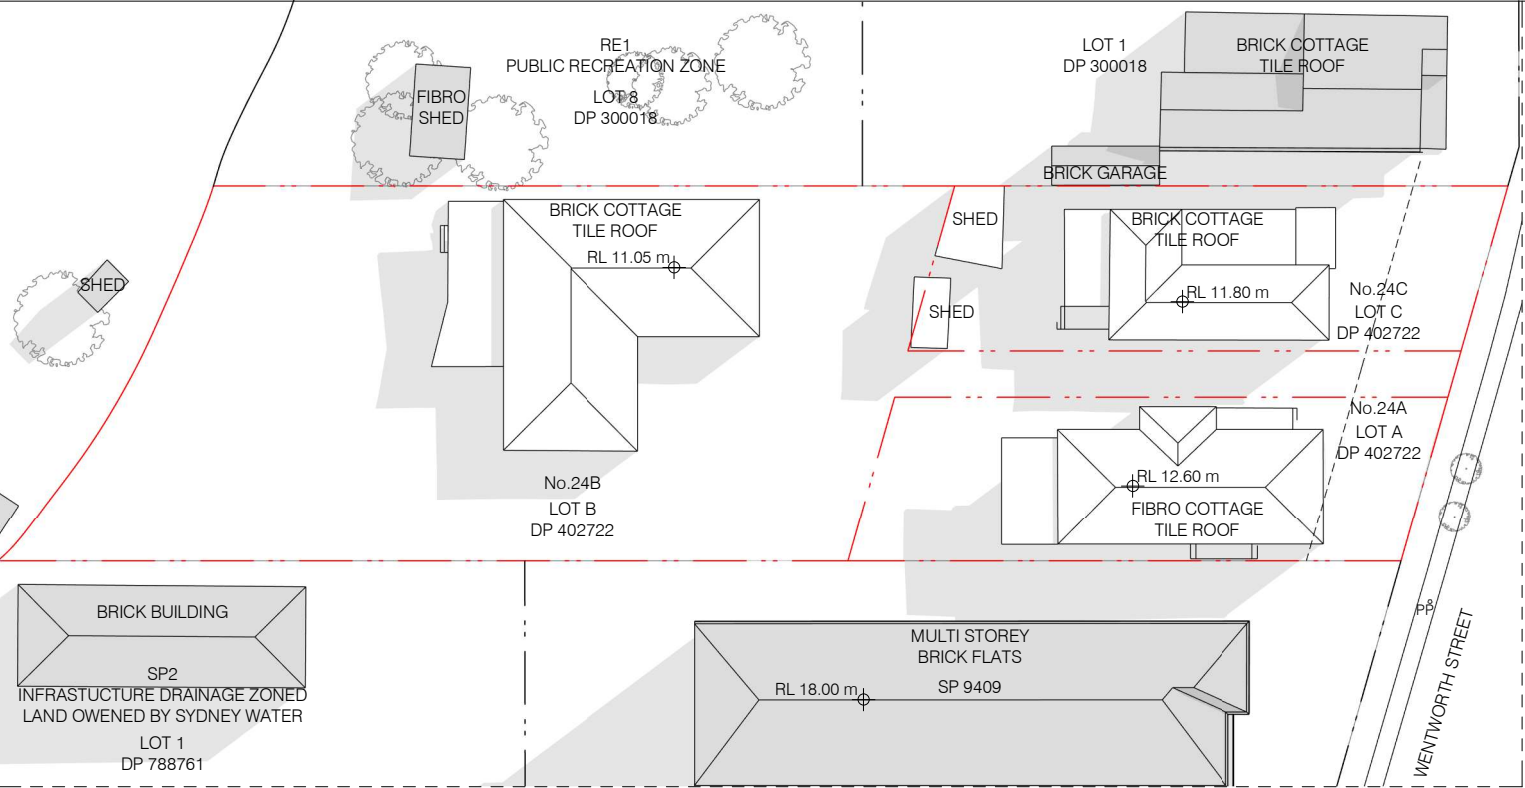 RE1
PUBLIC RECREATION ZONE
LOT 8
DP 300018
FIBRO
SHED
LOT 1
DP 300018
BRICK COTTAGE
TILE ROOF
BRICK GARAGE
BRICK COTTAGE
TILE ROOF
RL 11.05 m
SHED
BRICK COTTAGE
TILE ROOF
SHED
RL 11.80 m
SHED
No.24C
LOT C
DP 402722
No.24A
LOT A
DP 402722
No.24B
LOT B
DP 402722
RL 12.60 m
FIBRO COTTAGE
TILE ROOF
BRICK BUILDING
SP2
INFRASTUCTURE DRAINAGE ZONED
LAND OWENED BY SYDNEY WATER
LOT 1
DP 788761
MULTI STOREY
BRICK FLATS
RL 18.00 m
SP 9409
PP
WENTWORTH STREET